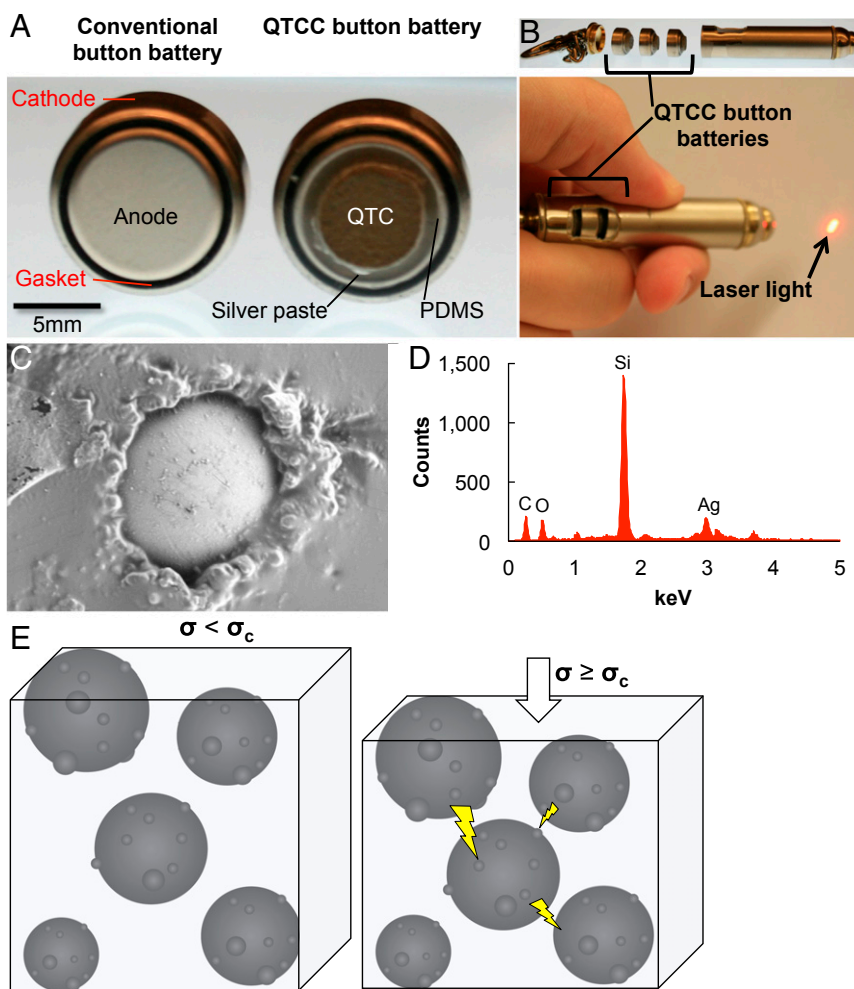 A
Conventional
button battery
QTCC button battery
Cathode
Anode
QTC
Gasket
5mm
Silver paste
PDMS
B
QTCC button
batteries
Laser light
C
D
1,500
1,000
500
0
Counts
Si
C
O
Ag
0
1
2
3
4
5
keV
E
σ < σc
σ ≥ σc